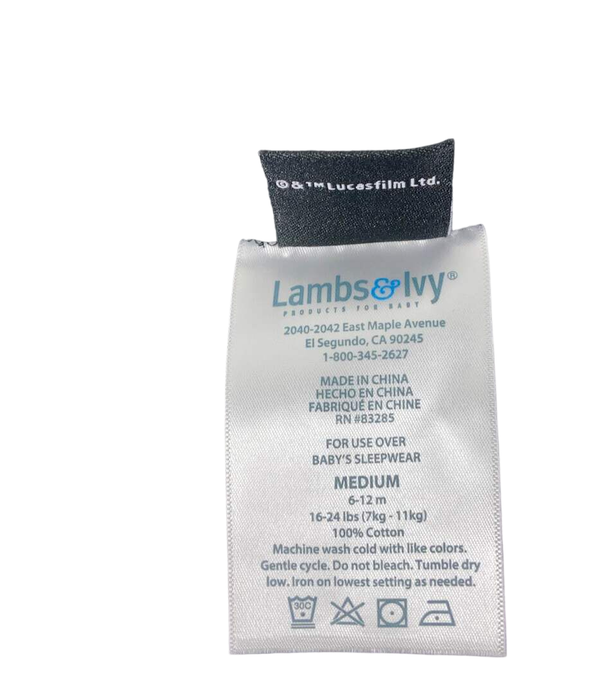 ©&™Lucasfilm Ltd.
Lambs&Ivy®
PRODUCTS FOR BABY
2040-2042 East Maple Avenue
El Segundo, CA 90245
1-800-345-2627
MADE IN CHINA
HECHO EN CHINA
FABRIQUÉ EN CHINE
RN #83285
FOR USE OVER
BABY'S SLEEPWEAR
MEDIUM
6-12 m
16-24 lbs (7kg - 11kg)
100% Cotton
Machine wash cold with like colors.
Gentle cycle. Do not bleach. Tumble dry
low. Iron on lowest setting as needed.
30C